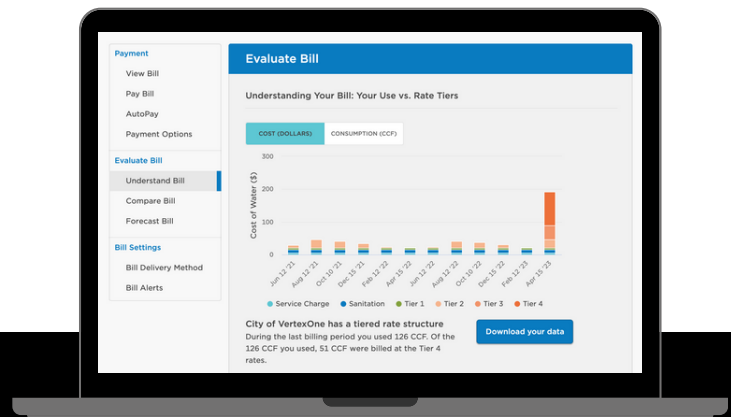 Payment
View Bill
Pay Bill
AutoPay
Payment Options
Evaluate Bill
Understand Bill
Compare Bill
Forecast Bill
Bill Settings
Bill Delivery Method
Bill Alerts
Evaluate Bill
Understanding Your Bill: Your Use vs. Rate Tiers
COST (DOLLARS)
CONSUMPTION (CCF)
Cost of Water ($)
300
200
100
0
Jun 12 '21
Aug 12 '21
Oct 10 '21
Dec 15 '21
Feb 12 '22
Apr 15 '22
Jun 12 '22
Aug 12 '22
Oct 10 '22
Dec 15 '22
Feb 12 '23
Apr 15 '23
Service Charge
Sanitation
Tier 1
Tier 2
Tier 3
Tier 4
City of VertexOne has a tiered rate structure
During the last billing period you used 126 CCF. Of the
126 CCF you used, 51 CCF were billed at the Tier 4
rates.
Download your data